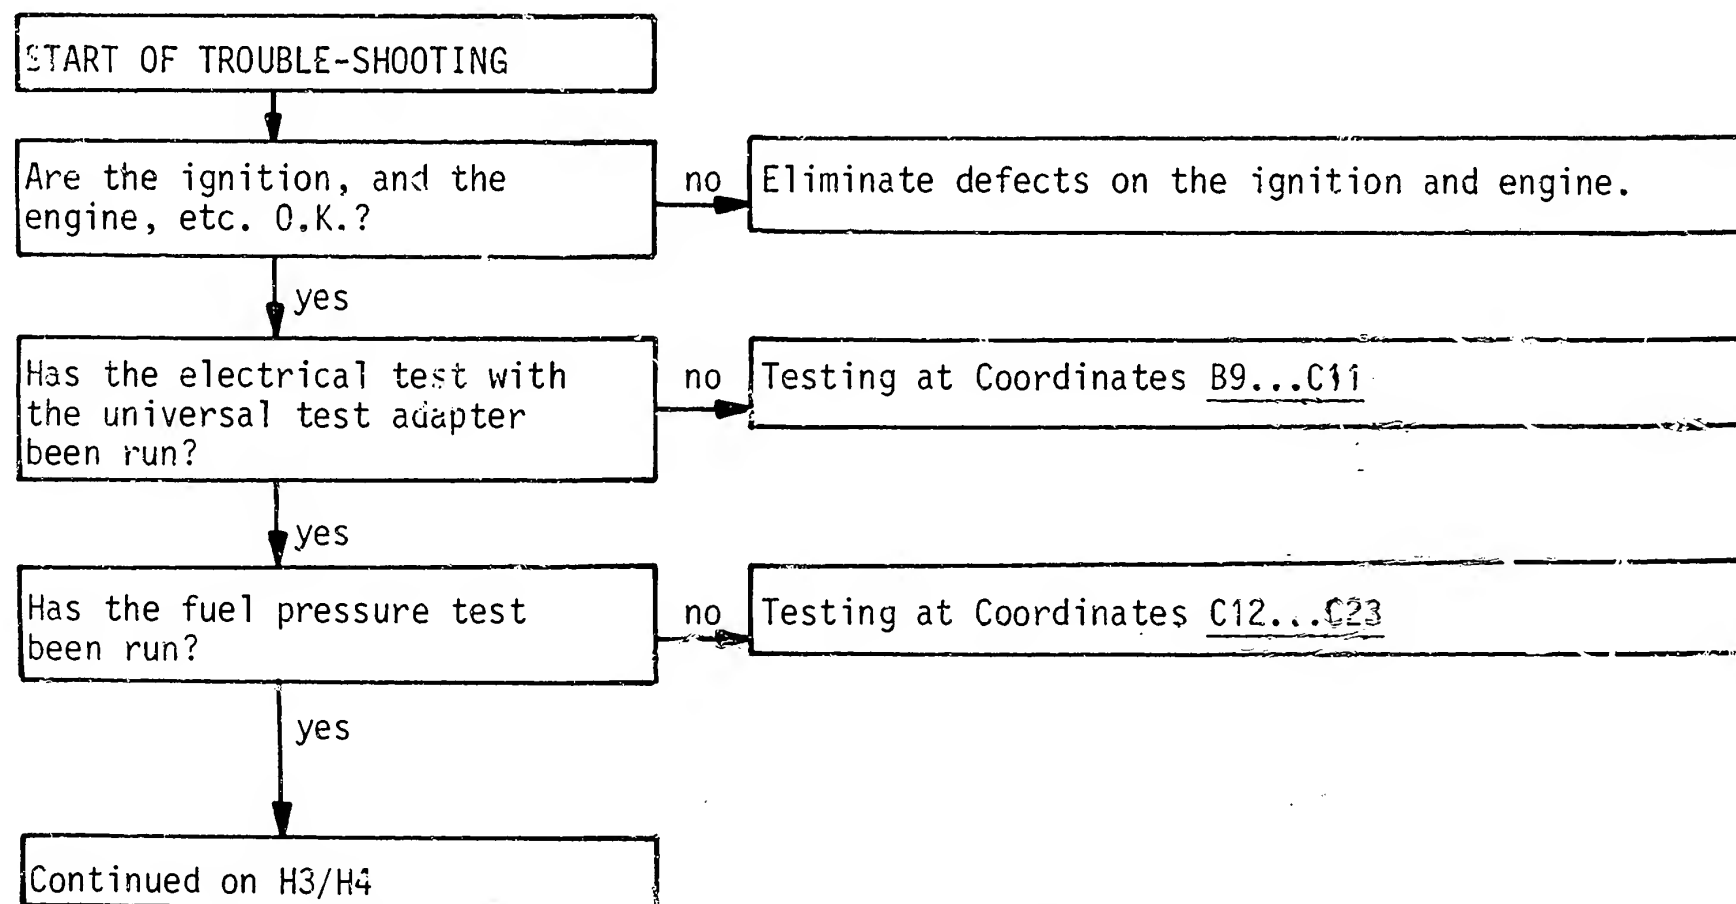 START OF TROUBLE-SHOOTING
Are the ignition, and the
engine, etc. O.K.?
no
Eliminate defects on the ignition and engine.
yes
Has the electrical test with
the universal test adapter
been run?
no
Testing at Coordinates B9...C11
yes
Has the fuel pressure test
been run?
no
Testing at Coordinates C12...C23
yes
Continued on H3/H4